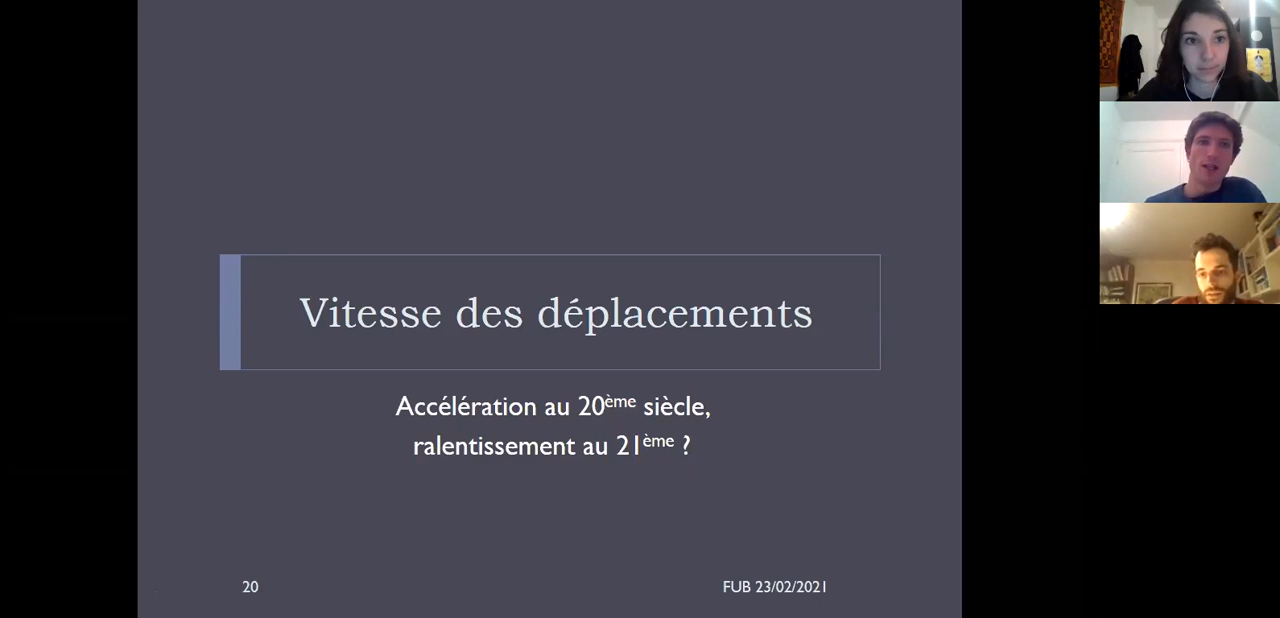 Vitesse des déplacements
Accélération au 20ème siècle,
ralentissement au 21ème ?
20
FUB 23/02/2021